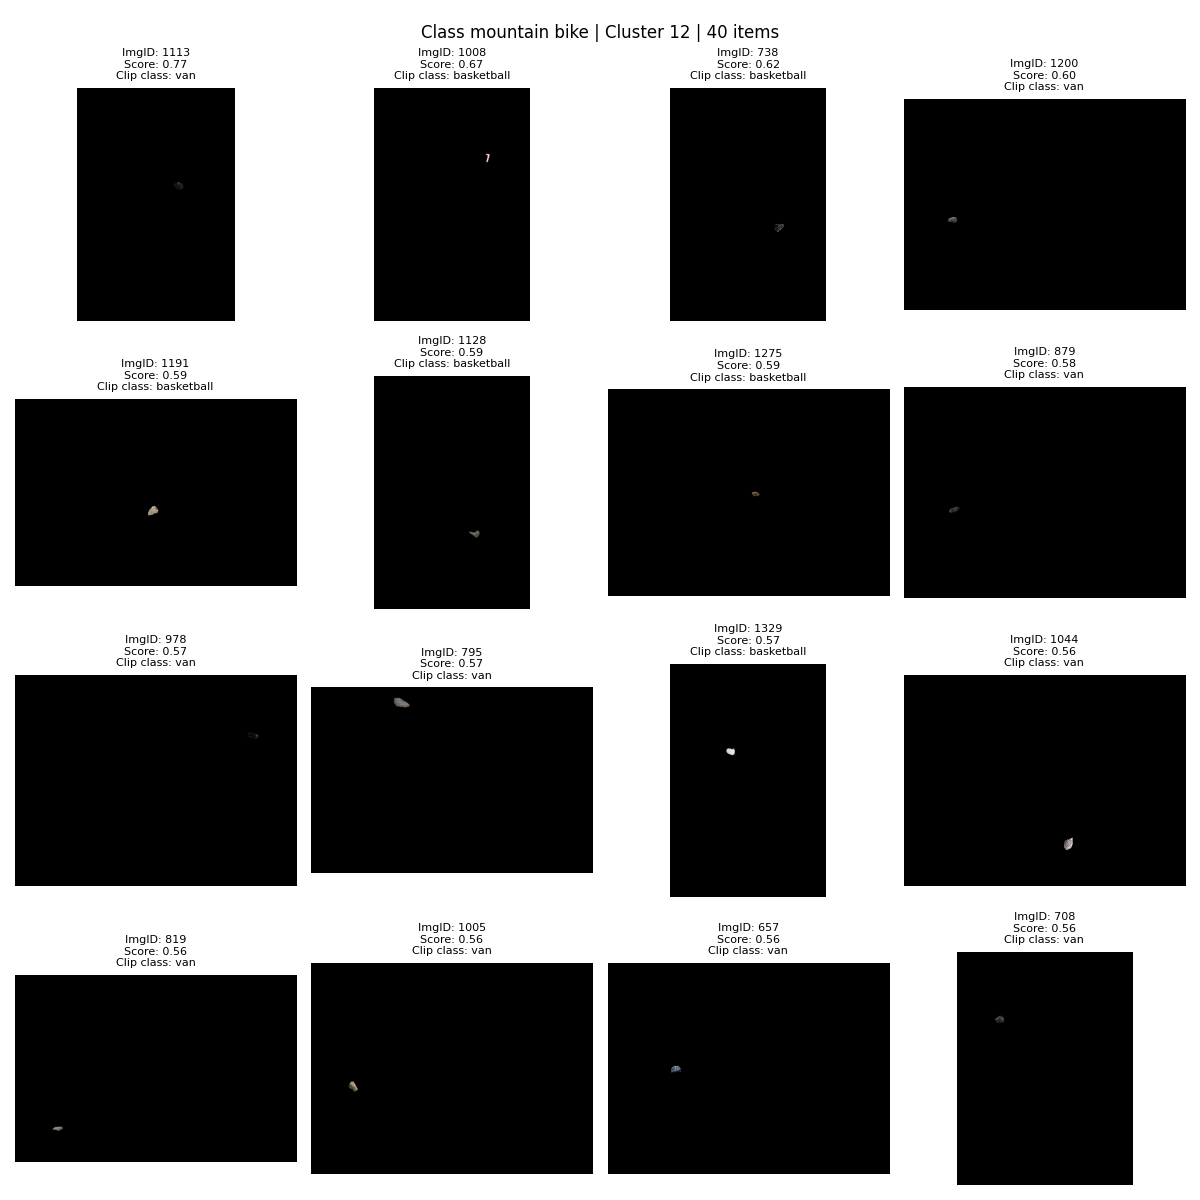 Class mountain bike | Cluster 12 | 40 items
ImgID: 1113
Score: 0.77
Clip class: van
ImgID: 1008
Score: 0.67
Clip class: basketball
ImgID: 738
Score: 0.62
Clip class: basketball
ImgID: 1200
Score: 0.60
Clip class: van
ImgID: 1191
Score: 0.59
Clip class: basketball
ImgID: 1128
Score: 0.59
Clip class: basketball
ImgID: 1275
Score: 0.59
Clip class: basketball
ImgID: 879
Score: 0.58
Clip class: van
ImgID: 978
Score: 0.57
Clip class: van
ImgID: 795
Score: 0.57
Clip class: van
ImgID: 1329
Score: 0.57
Clip class: basketball
ImgID: 1044
Score: 0.56
Clip class: van
ImgID: 819
Score: 0.56
Clip class: van
ImgID: 1005
Score: 0.56
Clip class: van
ImgID: 657
Score: 0.56
Clip class: van
ImgID: 708
Score: 0.56
Clip class: van